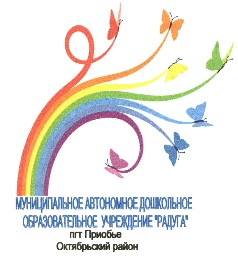 МУНИЦИПАЛЬНОЕ АВТОНОМНОЕ ДОШКОЛЬНОЕ
ОБРАЗОВАТЕЛЬНОЕ УЧРЕЖДЕНИЕ "РАДУГА"
пгт Приобье
Октябрьский район